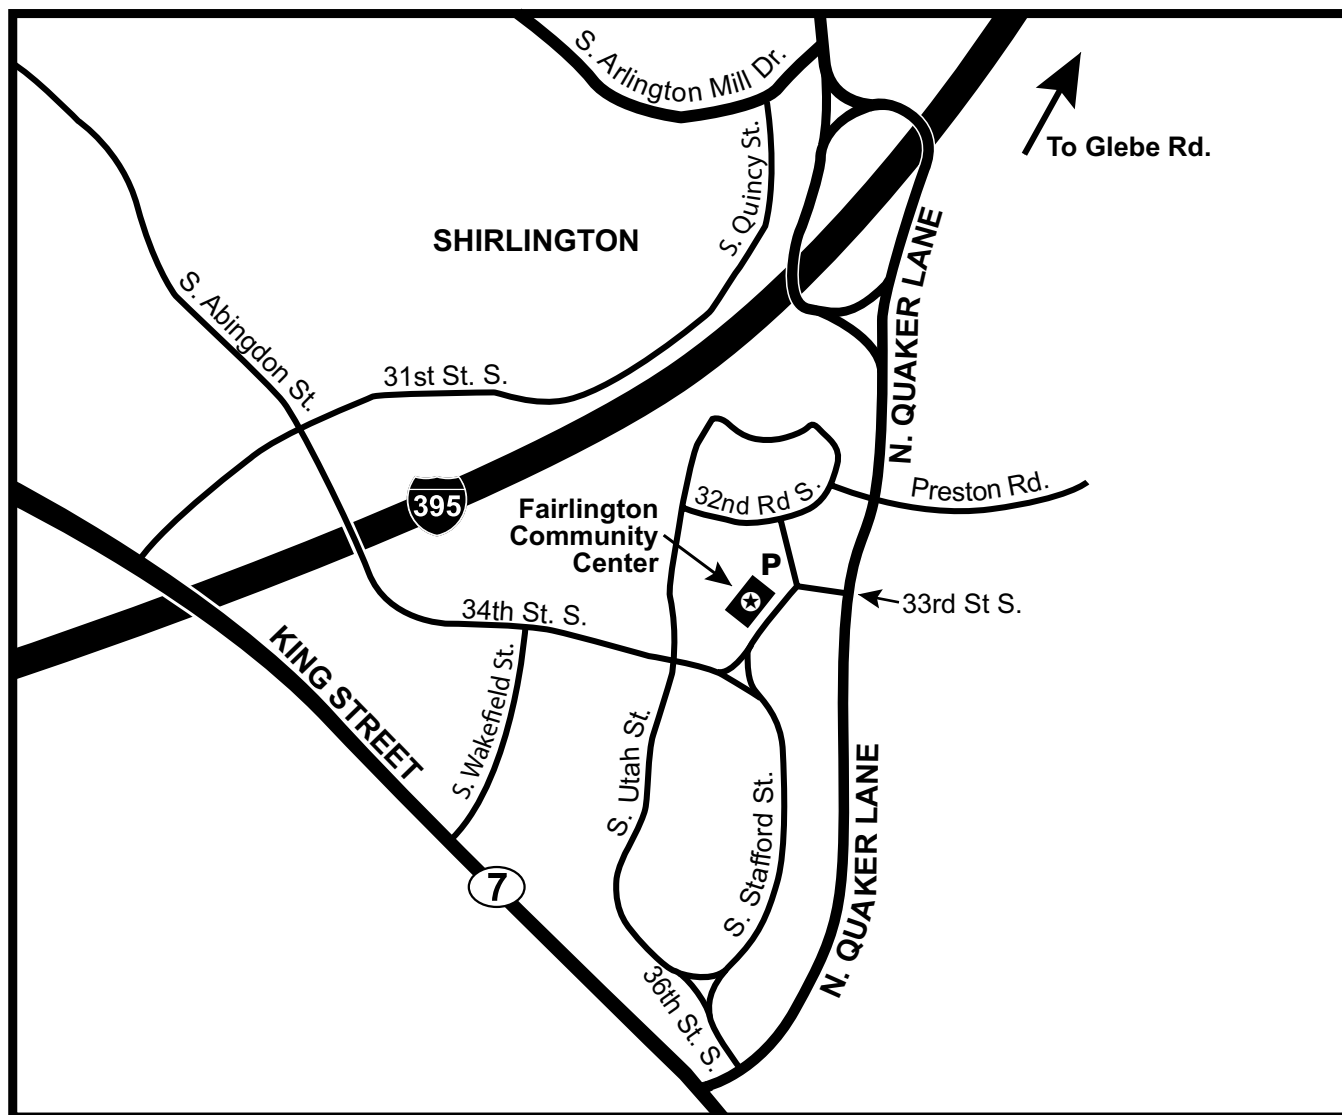 S. Arlington Mill Dr.
To Glebe Rd.
S. Quincy St.
SHIRLINGTON
N. QUAKER LANE
S. Abingdon St.
31st St. S.
395
32nd Rd S.
Preston Rd.
Fairlington
Community
Center
P
33rd St S.
34th St. S.
KING STREET
S. Wakefield St.
S. Utah St.
S. Stafford St.
N. QUAKER LANE
7
36th St. S.